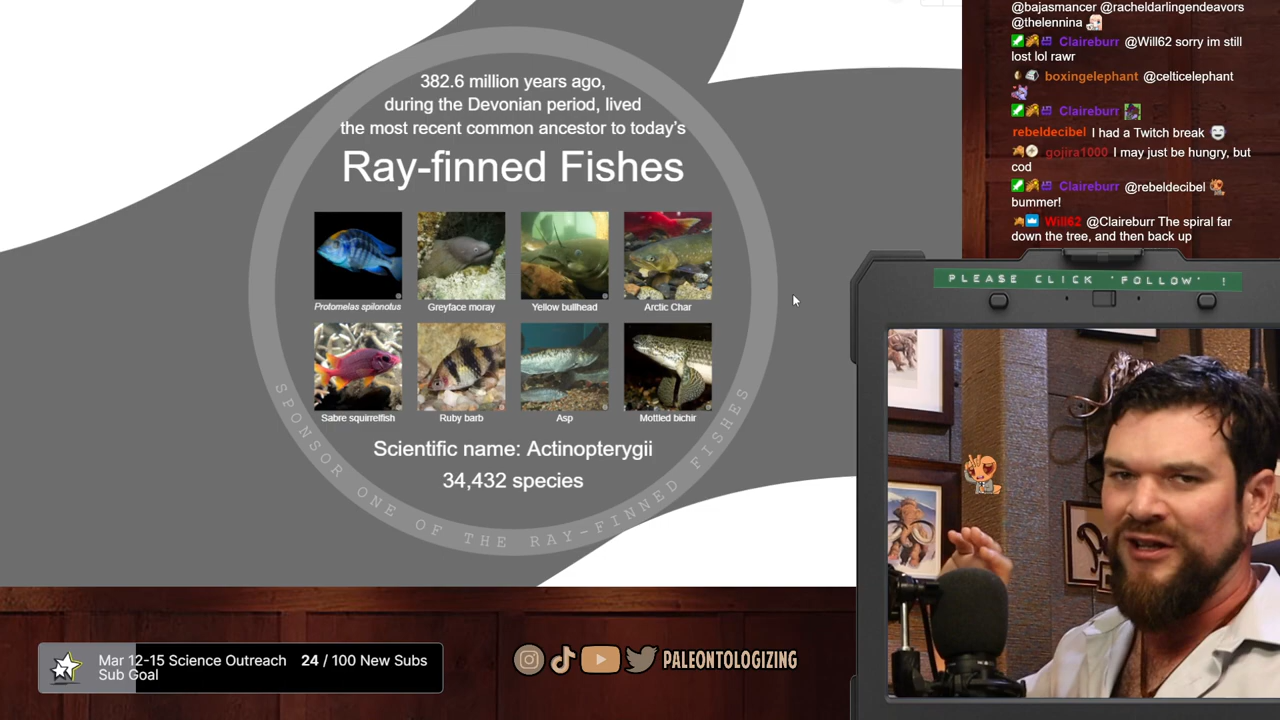 382.6 million years ago,
during the Devonian period, lived
the most recent common ancestor to today's
Ray-finned Fishes
Protomelas spilonotus
Greyface moray
Yellow bullhead
Arctic Char
Sabre squirrelfish
Ruby barb
Asp
Mottled bichir
Scientific name: Actinopterygii
34,432 species
SPONSOR ONE OF THE RAY-FINNED FISHES
@bajasmancer @racheldarlingendeavors
@thelennina
Claireburr @Will62 sorry im still
lost lol rawr
boxingelephant @celticelephant
Claireburr
rebeldecibel I had a Twitch break
gojira1000 I may just be hungry, but
cod
Claireburr @rebeldecibel
bummer!
Will62 @Claireburr The spiral far
down the tree, and then back up
PLEASE CLICK 'FOLLOW' !
Mar 12-15 Science Outreach 24 / 100 New Subs
Sub Goal
PALEONTOLOGIZING